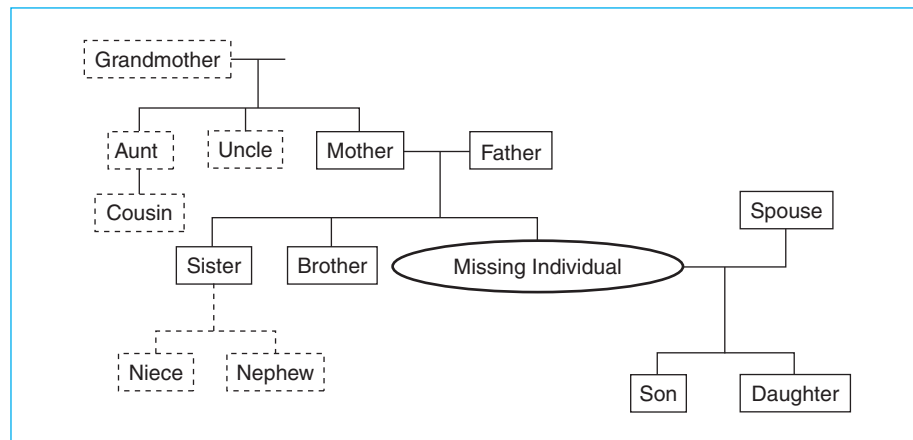 Grandmother
Aunt
Uncle
Mother
Father
Cousin
Spouse
Sister
Brother
Missing Individual
Niece
Nephew
Son
Daughter